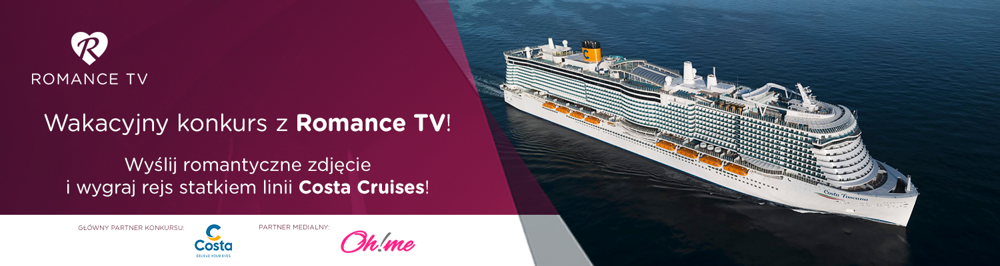 R
ROMANCE TV
Wakacyjny konkurs z Romance TV!
Wyślij romantyczne zdjęcie
i wygraj rejs statkiem linii Costa Cruises!
GŁÓWNY PARTNER KONKURSU:
C
Costa
BELIEVE YOUR EYES
PARTNER MEDIALNY:
Oh!me
C
Costa Toscana